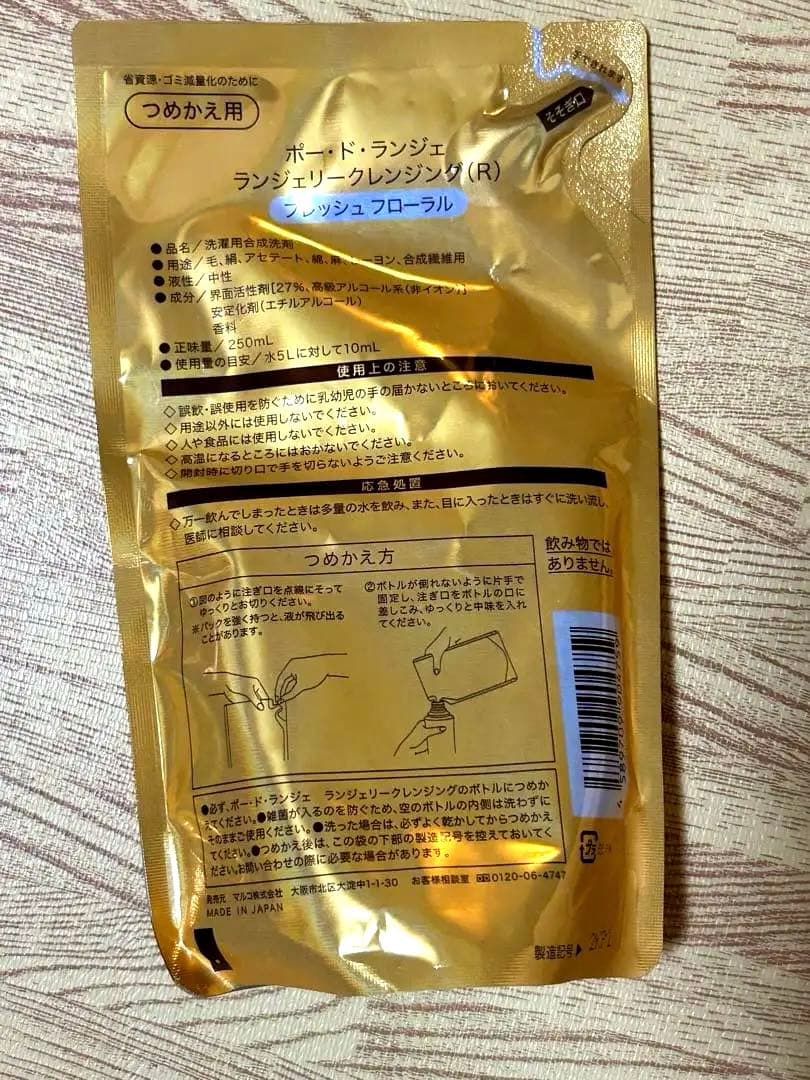 省資源・ゴミ減量化のために
つめかえ用
手できれます
そそぎ口
ポー・ド・ランジェ
ランジェリークレンジング(R)
フレッシュ フローラル
●品名／洗濯用合成洗剤
●用途／毛、絹、アセテート、綿、麻、レーヨン、合成繊維用
●液性／中性
●成分／界面活性剤[27%、高級アルコール系(非イオン)]
安定化剤(エチルアルコール)
香料
●正味量／250mL
●使用量の目安／水5Lに対して10mL
使用上の注意
◇誤飲・誤使用を防ぐために乳幼児の手の届かないところにおいてください。
◇用途以外には使用しないでください。
◇人や食品には使用しないでください。
◇高温になるところにはおかないでください。
◇開封時に切り口で手を切らないようご注意ください。
応急処置
◇万一飲んでしまったときは多量の水を飲み、また、目に入ったときはすぐに洗い流し、
医師に相談してください。
つめかえ方
①図のように注ぎ口を点線にそって
ゆっくりとお切りください。
※パックを強く持つと、液が飛び出る
ことがあります。
②ボトルが倒れないように片手で
固定し、注ぎ口をボトルの口に
差しこみ、ゆっくりと中味を入れ
てください。
飲み物では
ありません。
●必ず、ポー・ド・ランジェ ランジェリークレンジングのボトルにつめか
えてください。●雑菌が入るのを防ぐため、空のボトルの内側は洗わずに
そのままご使用ください。●洗った場合は、必ずよく乾かしてからつめかえ
てください。●つめかえ後は、この袋の下部の製造記号を控えておいてく
ださい。お問い合わせの際に必要な場合があります。
発売元 マルコ株式会社 大阪市北区大淀中1-1-30 お客様相談室 0120-06-4747
MADE IN JAPAN
プラ
製造記号▶